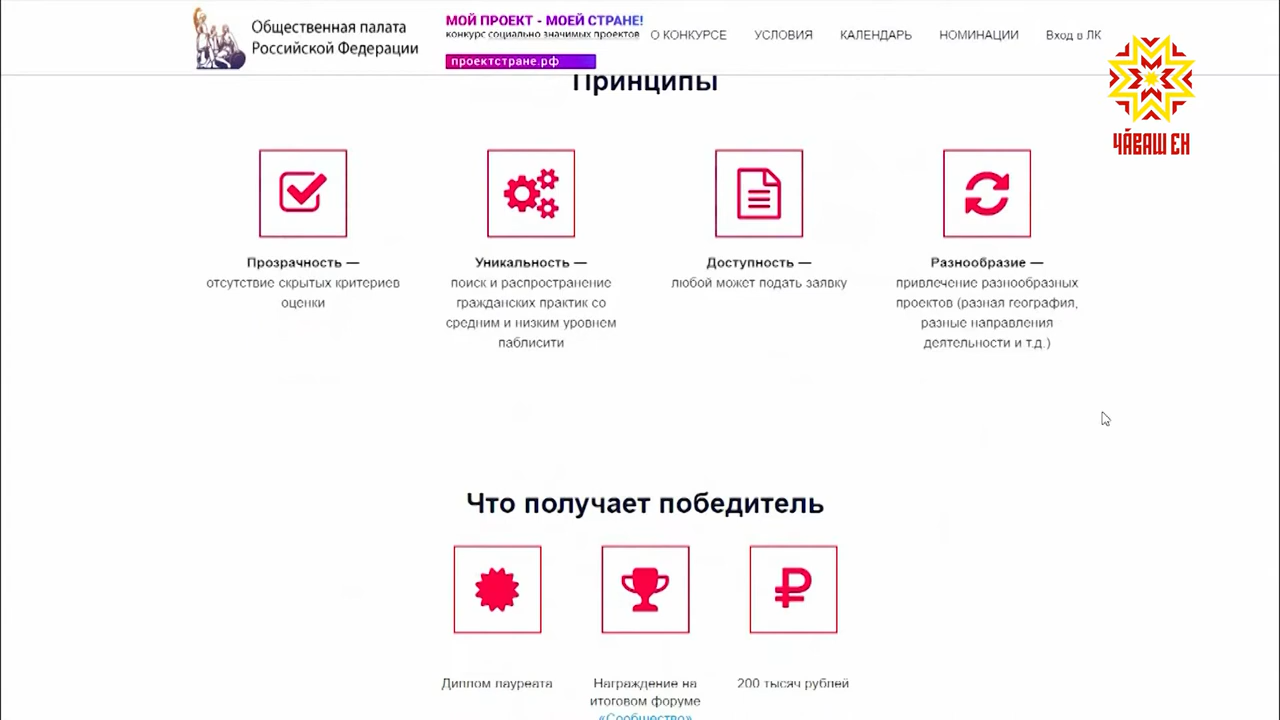 Общественная палата
Российской Федерации
МОЙ ПРОЕКТ - МОЕЙ СТРАНЕ!
конкурс социально значимых проектов
проектстране.рф
О КОНКУРСЕ
УСЛОВИЯ
КАЛЕНДАРЬ
НОМИНАЦИИ
Вход в ЛК
ЧӐВАШ ЕН
Принципы
Прозрачность —
отсутствие скрытых критериев
оценки
Уникальность —
поиск и распространение
гражданских практик со
средним и низким уровнем
паблисити
Доступность —
любой может подать заявку
Разнообразие —
привлечение разнообразных
проектов (разная география,
разные направления
деятельности и т.д.)
Что получает победитель
Диплом лауреата
Награждение на
итоговом форуме
«Сообщество»
200 тысяч рублей